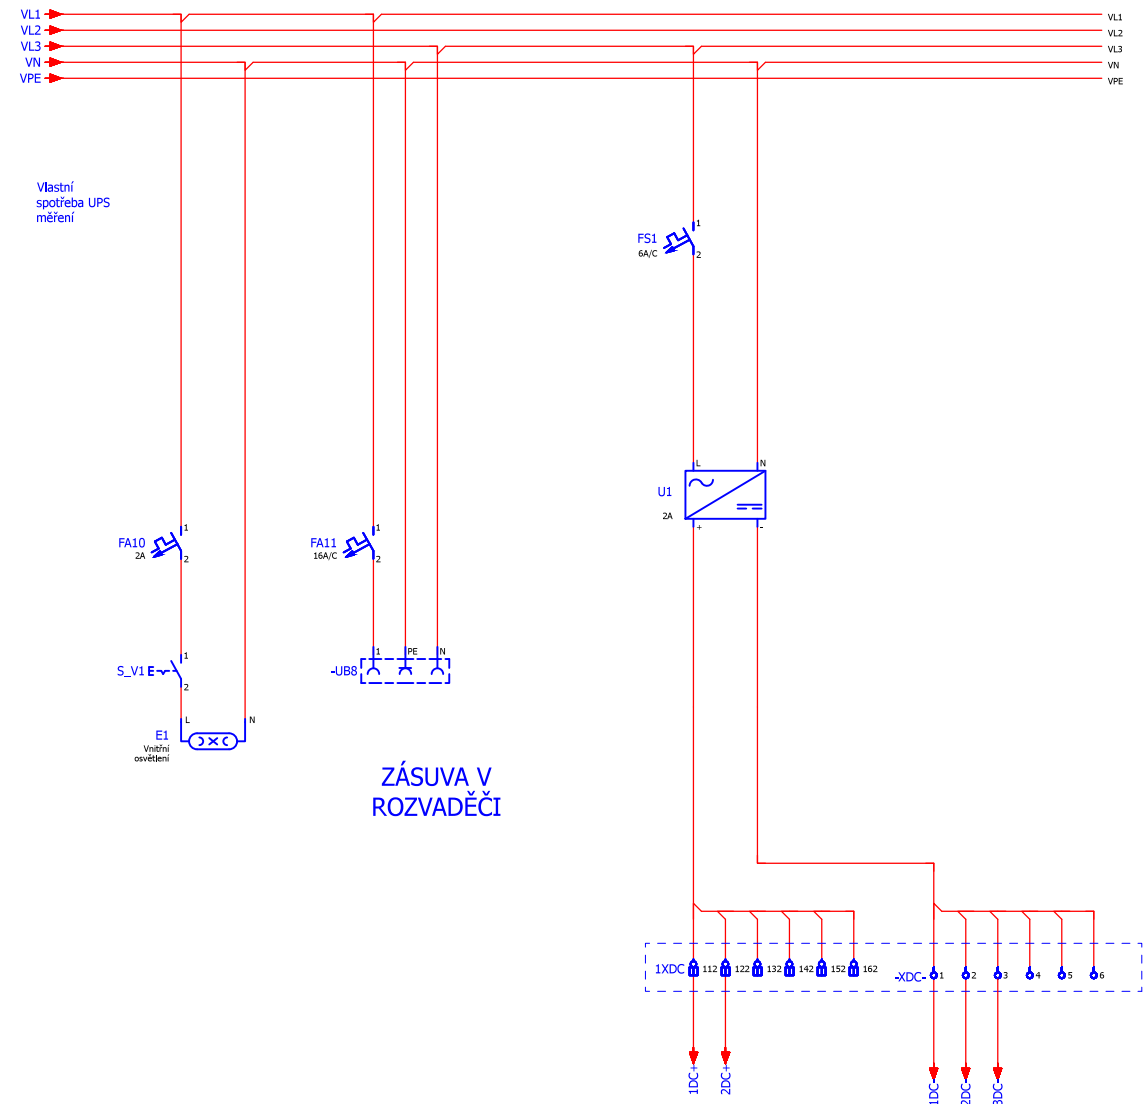 VL1
VL1
VL2
VL2
VL3
VL3
VN
VN
VPE
VPE
Vlastní
spotřeba UPS
měření
1
FS1
6A/C
2
L
N
U1
2A
+
-
1
FA10
2A
2
1
FA11
16A/C
2
1
S_V1
2
1
PE
N
-UB8
L
N
E1
Vnitřní
osvětlení
ZÁSUVA V
ROZVADĚČI
1XDC
112
122
132
142
152
162
-XDC-
1
2
3
4
5
6
1DC+
2DC+
1DC
2DC
3DC